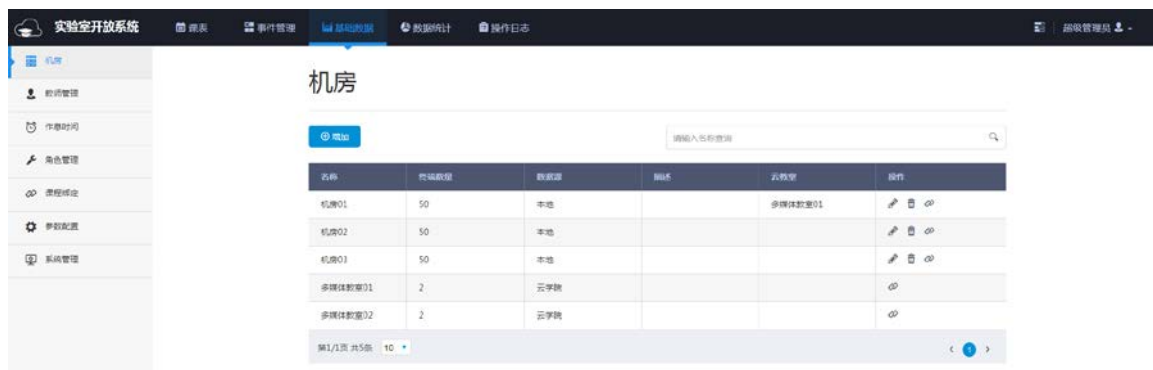 实验室开放系统 课表 事件管理 基础数据 数据统计 操作日志 超级管理员
机房
教师管理
作息时间
角色管理
课程绑定
参数配置
系统管理
机房
增加 请输入名称查询
名称 终端数量 数据源 描述 云教室 操作
机房01 50 本地 多媒体教室01
机房02 50 本地
机房03 50 本地
多媒体教室01 2 云学院
多媒体教室02 2 云学院
第1/1页 共5条 10 1